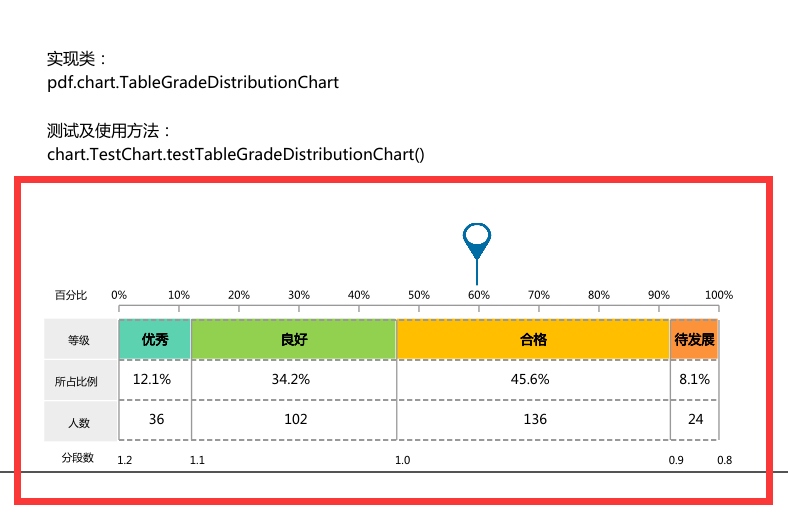 实现类：
pdf.chart.TableGradeDistributionChart
测试及使用方法：
chart.TestChart.testTableGradeDistributionChart()
百分比 0% 10% 20% 30% 40% 50% 60% 70% 80% 90% 100%
等级 优秀 良好 合格 待发展
所占比例 12.1% 34.2% 45.6% 8.1%
人数 36 102 136 24
分段数 1.2 1.1 1.0 0.9 0.8